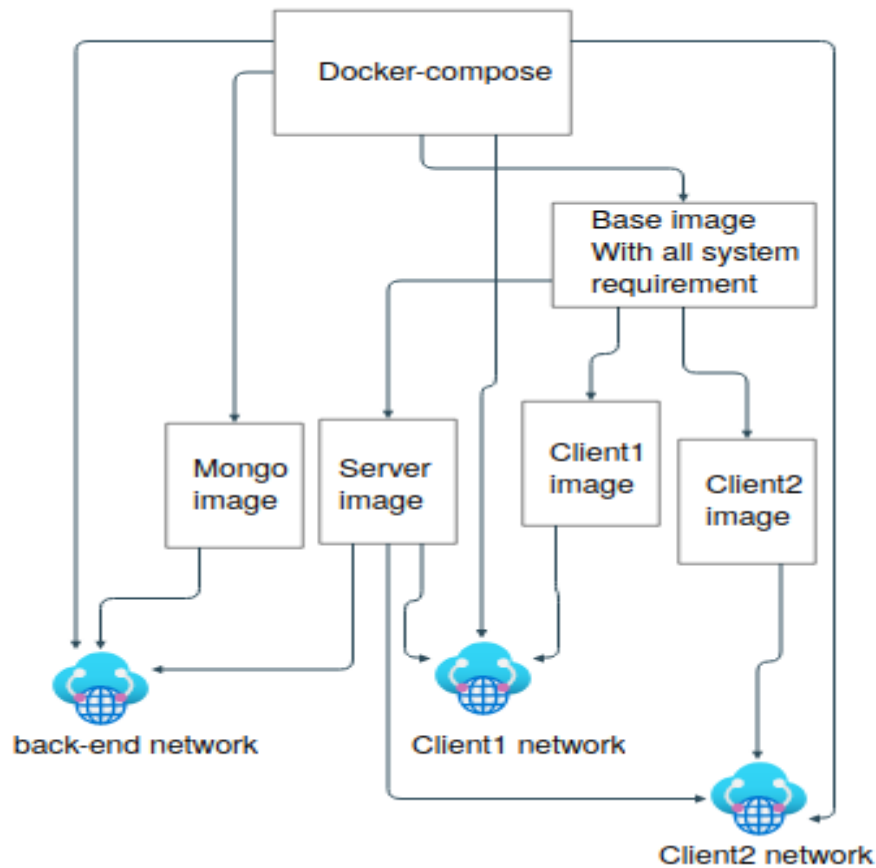 Docker-compose
Base image
With all system
requirement
Mongo
image
Server
image
Client1
image
Client2
image
back-end network
Client1 network
Client2 network